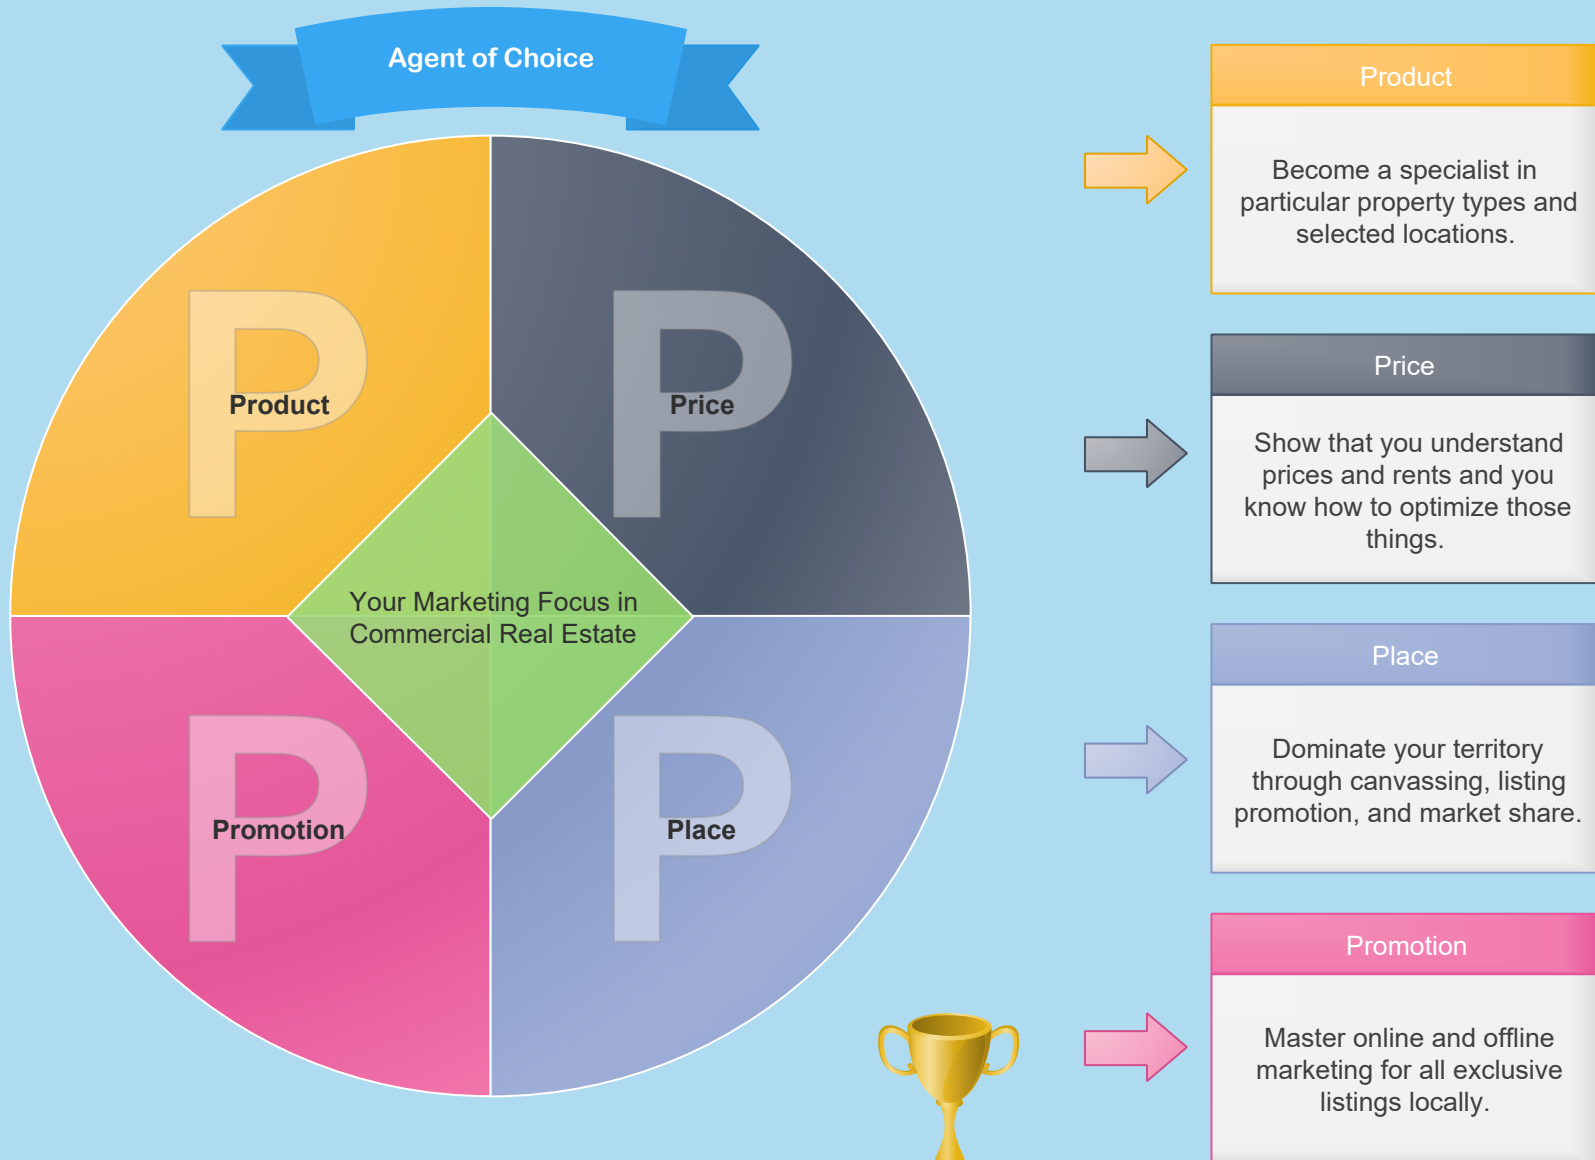 Agent of Choice
P
Product
P
Price
Your Marketing Focus in
Commercial Real Estate
P
Promotion
P
Place
Product
Become a specialist in
particular property types and
selected locations.
Price
Show that you understand
prices and rents and you
know how to optimize those
things.
Place
Dominate your territory
through canvassing, listing
promotion, and market share.
Promotion
Master online and offline
marketing for all exclusive
listings locally.